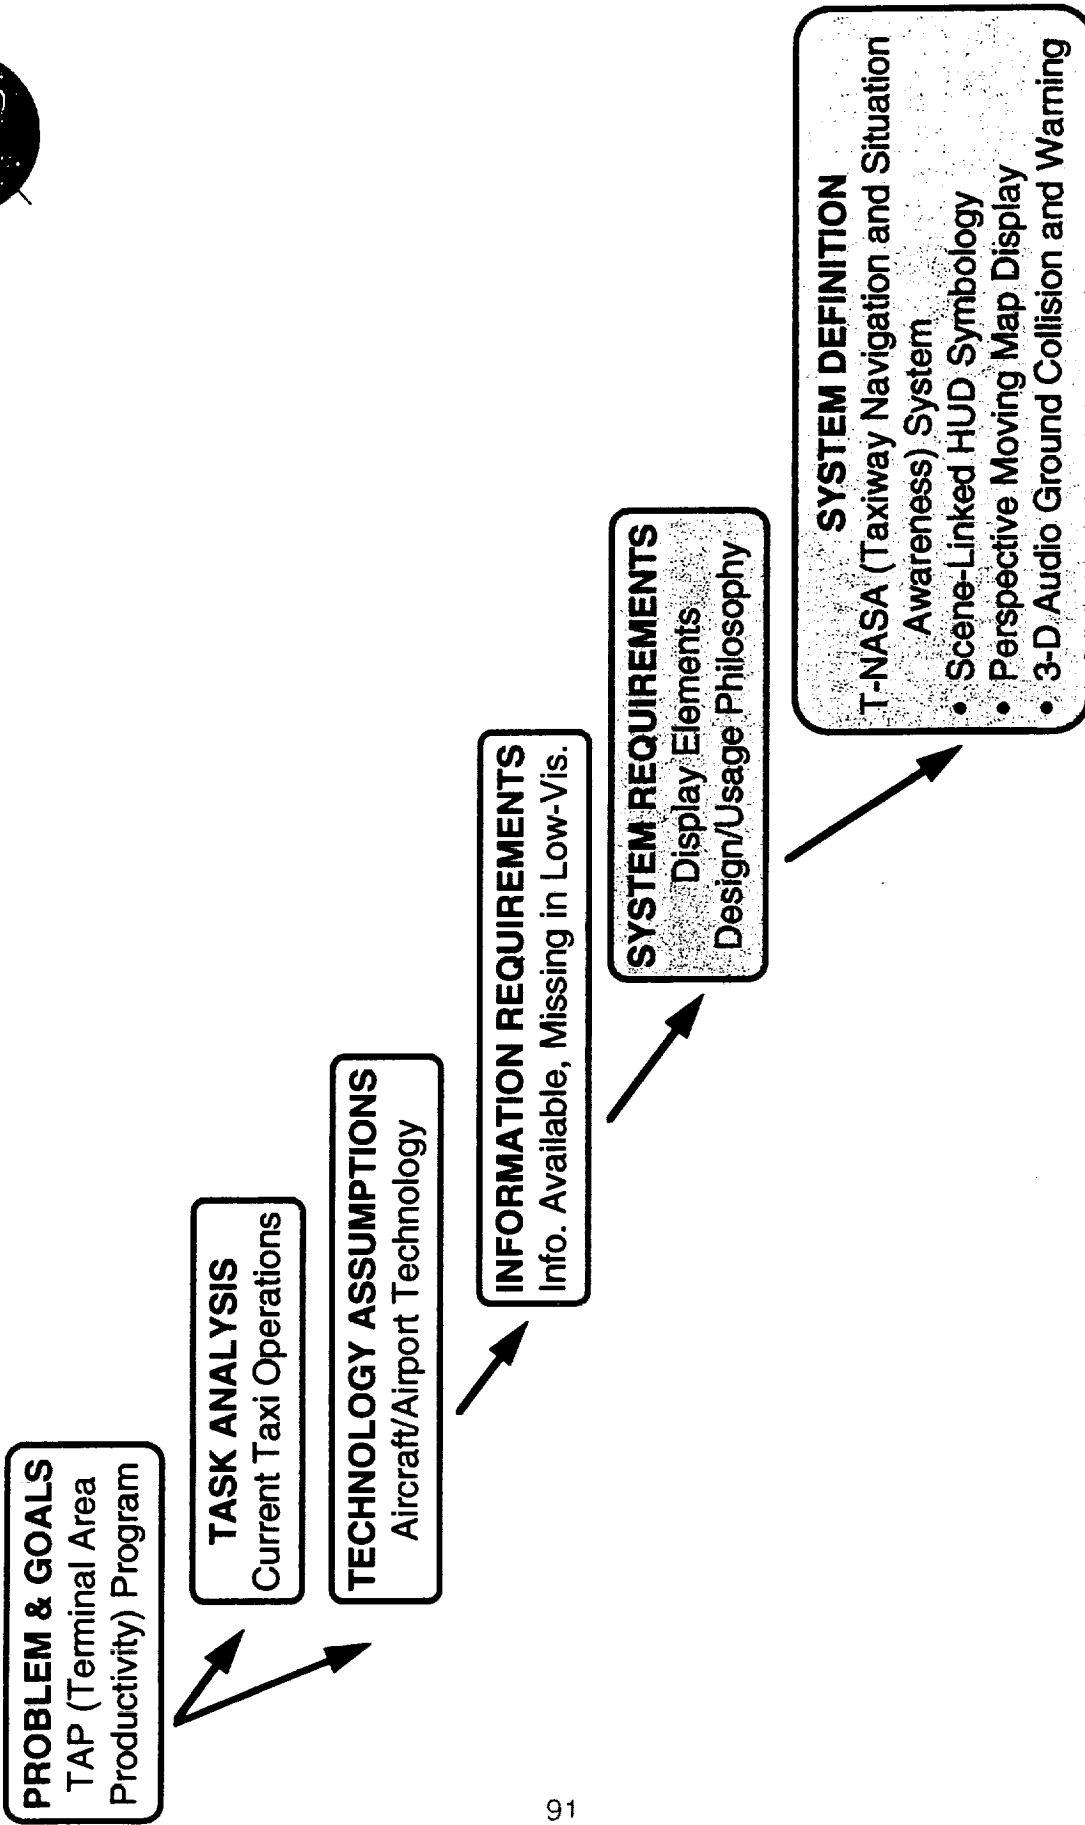 PROBLEM & GOALS
TAP (Terminal Area
Productivity) Program
TASK ANALYSIS
Current Taxi Operations
TECHNOLOGY ASSUMPTIONS
Aircraft/Airport Technology
INFORMATION REQUIREMENTS
Info. Available, Missing in Low-Vis.
SYSTEM REQUIREMENTS
Display Elements
Design/Usage Philosophy
SYSTEM DEFINITION
T-NASA (Taxiway Navigation and Situation
Awareness) System
• Scene-Linked HUD Symbology
• Perspective Moving Map Display
• 3-D Audio Ground Collision and Warning
91